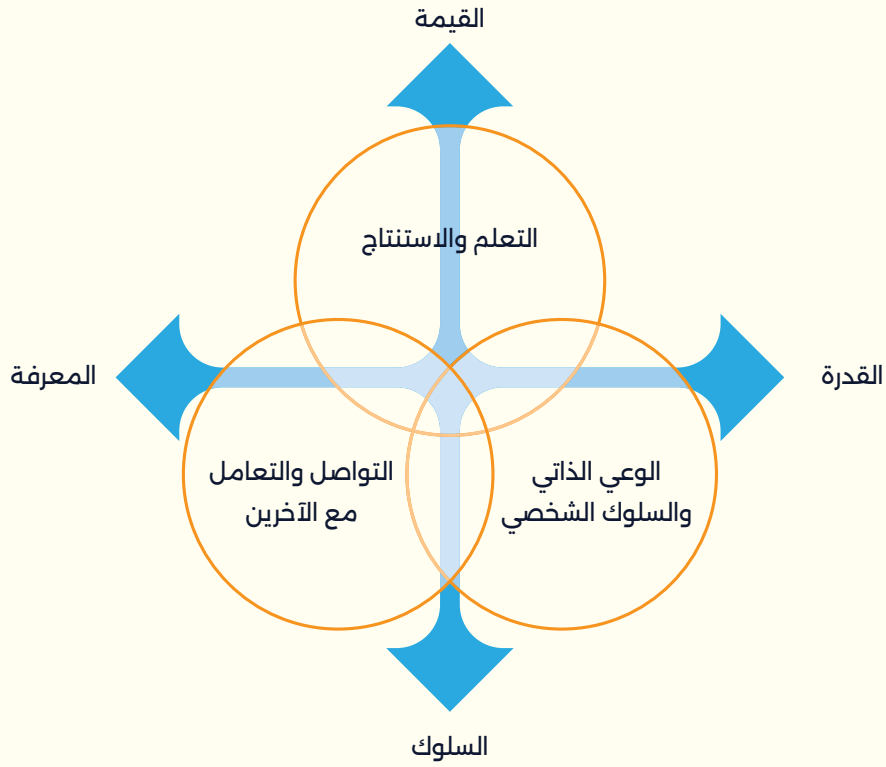 القيمة
التعلم والاستنتاج
القدرة
المعرفة
الوعي الذاتي
والسلوك الشخصي
التواصل والتعامل
مع الآخرين
السلوك